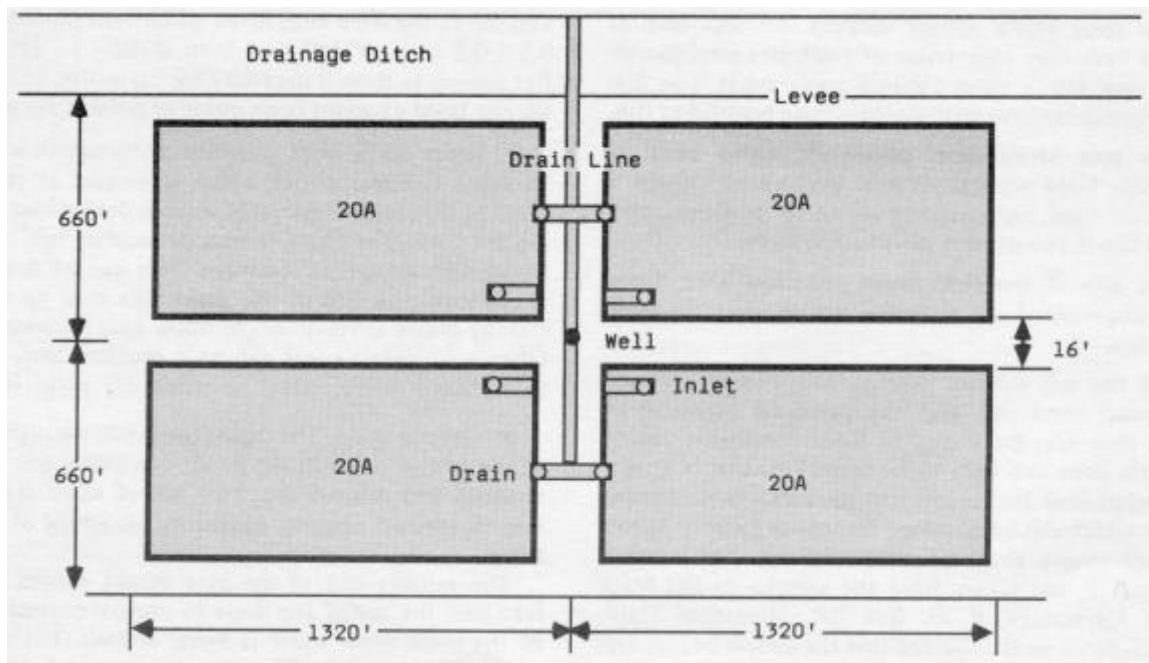 Drainage Ditch
Levee
Drain Line
20A
20A
660'
Well
16'
Inlet
660'
20A
Drain
20A
1320'
1320'